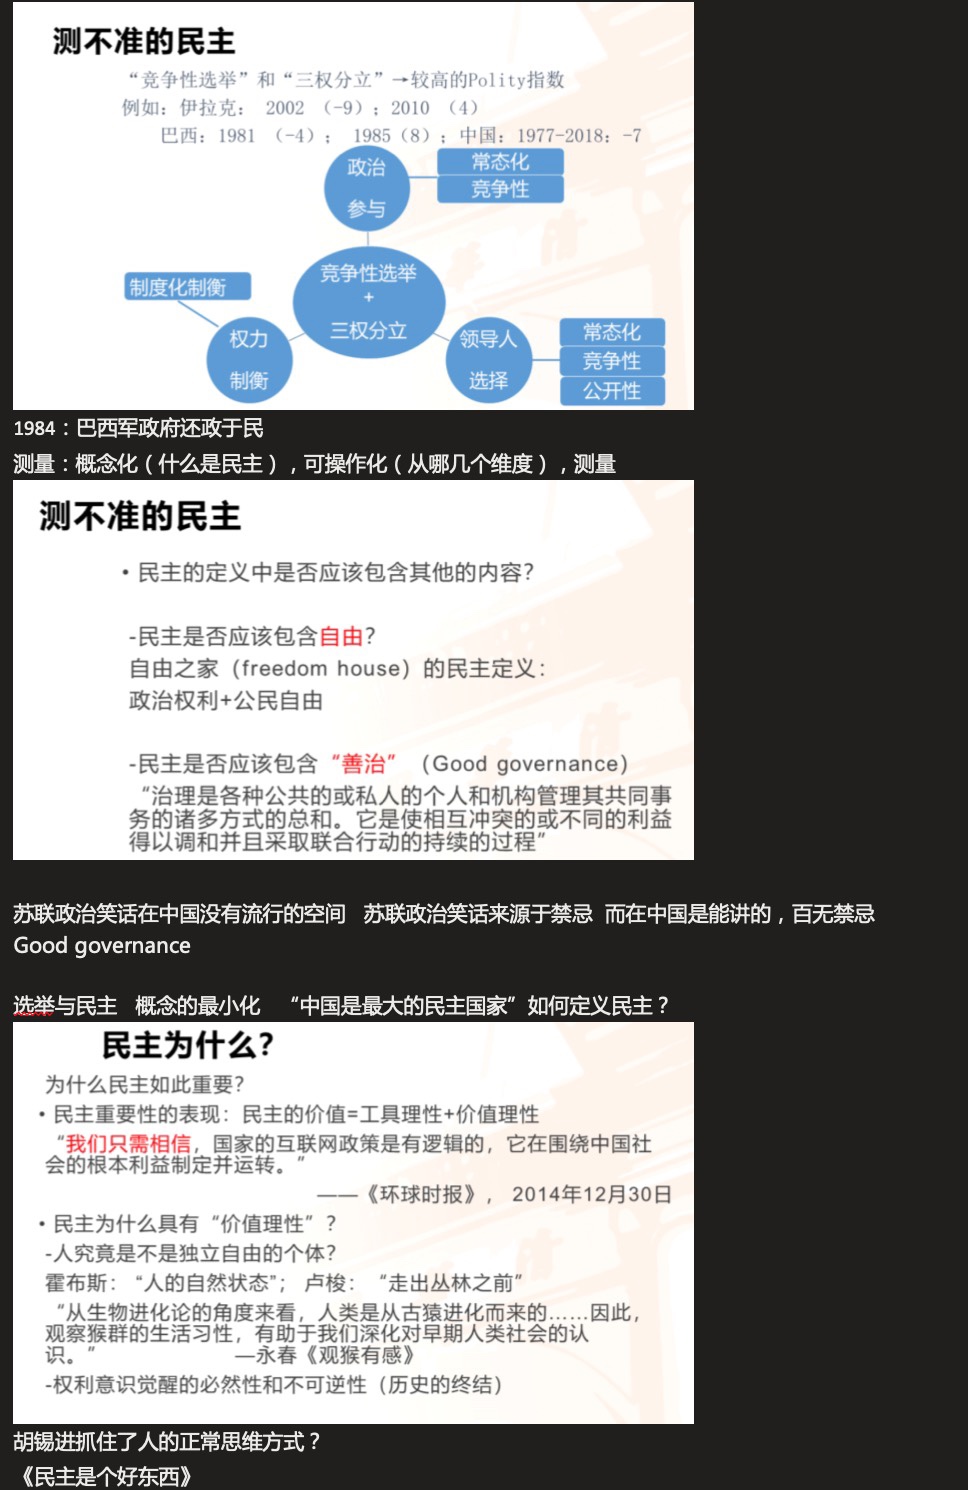 测不准的民主
“竞争性选举”和“三权分立”→较高的Polity指数
例如：伊拉克： 2002 （-9）；2010 （4）
巴西：1981 （-4）； 1985（8）；中国：1977-2018：-7
政治
参与
常态化
竞争性
竞争性选举
+
三权分立
制度化制衡
权力
制衡
领导人
选择
常态化
竞争性
公开性
1984：巴西军政府还政于民
测量：概念化（什么是民主），可操作化（从哪几个维度），测量
测不准的民主
• 民主的定义中是否应该包含其他的内容？
-民主是否应该包含自由？
自由之家（freedom house）的民主定义：
政治权利+公民自由
-民主是否应该包含“善治”（Good governance）
“治理是各种公共的或私人的个人和机构管理其共同事
务的诸多方式的总和。它是使相互冲突的或不同的利益
得以调和并且采取联合行动的持续的过程”
苏联政治笑话在中国没有流行的空间 苏联政治笑话来源于禁忌 而在中国是能讲的，百无禁忌
Good governance
选举与民主 概念的最小化 “中国是最大的民主国家”如何定义民主？
民主为什么？
为什么民主如此重要？
• 民主重要性的表现：民主的价值=工具理性+价值理性
“我们只需相信，国家的互联网政策是有逻辑的，它在围绕中国社
会的根本利益制定并运转。”
——《环球时报》， 2014年12月30日
• 民主为什么具有“价值理性”？
-人究竟是不是独立自由的个体？
霍布斯：“人的自然状态”； 卢梭： “走出丛林之前”
“从生物进化论的角度来看，人类是从古猿进化而来的……因此，
观察猴群的生活习性，有助于我们深化对早期人类社会的认
识。” —永春《观猴有感》
-权利意识觉醒的必然性和不可逆性（历史的终结）
胡锡进抓住了人的正常思维方式？
《民主是个好东西》